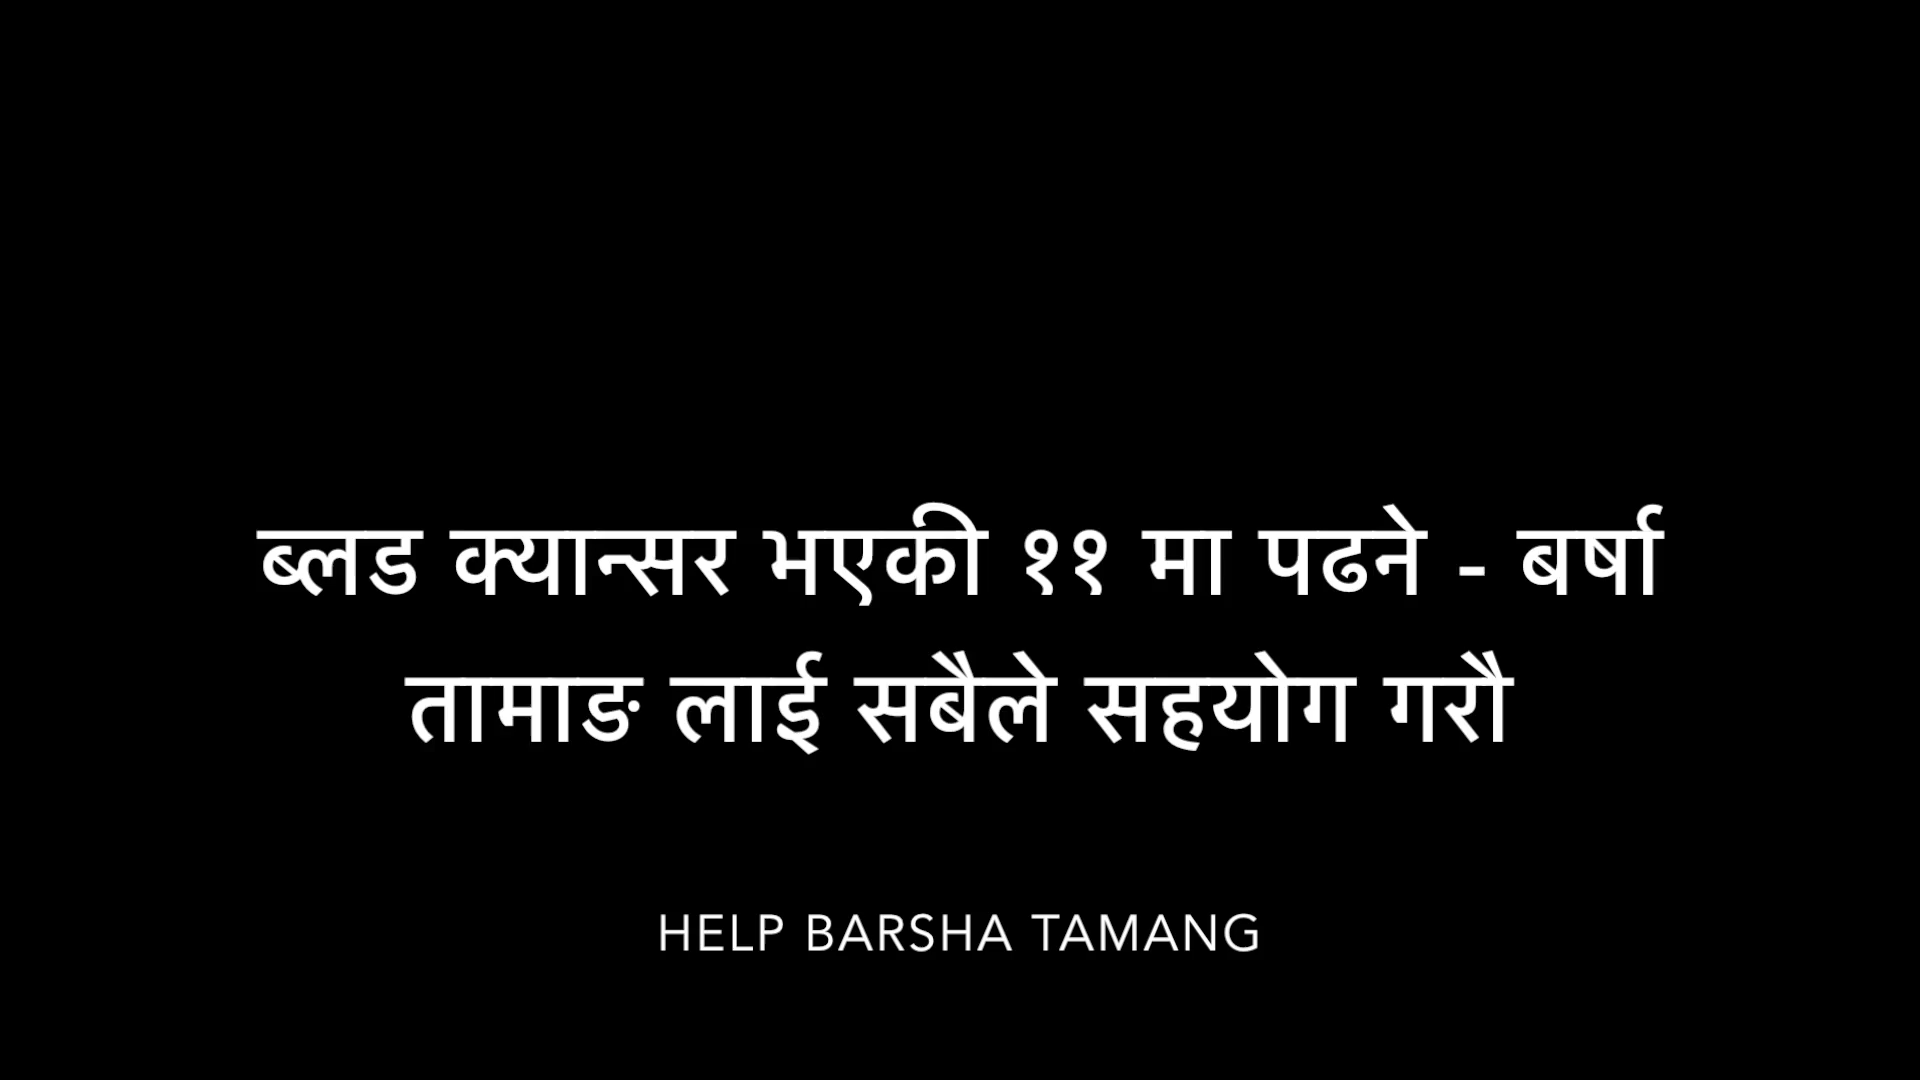 ब्लड क्यान्सर भएकी ११ मा पढने - बर्षा
तामाङ लाई सबैले सहयोग गरौ
HELP BARSHA TAMANG